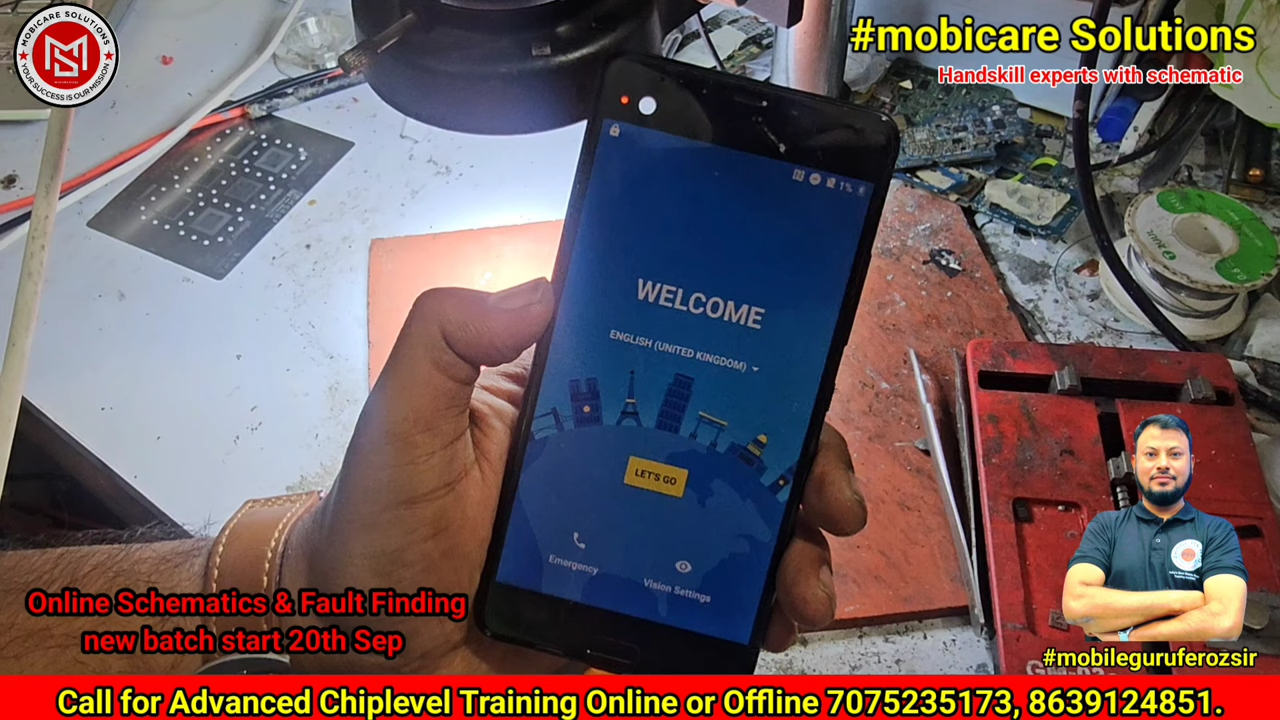 MOBICARE SOLUTIONS
MS
YOUR SUCCESS IS OUR MISSION
#mobicare Solutions
Handskill experts with schematic
1%
WELCOME
ENGLISH (UNITED KINGDOM)
LET'S GO
Emergency
Vision Settings
Online Schematics & Fault Finding
new batch start 20th Sep
#mobileguruferozsir
Call for Advanced Chiplevel Training Online or Offline 7075235173, 8639124851.